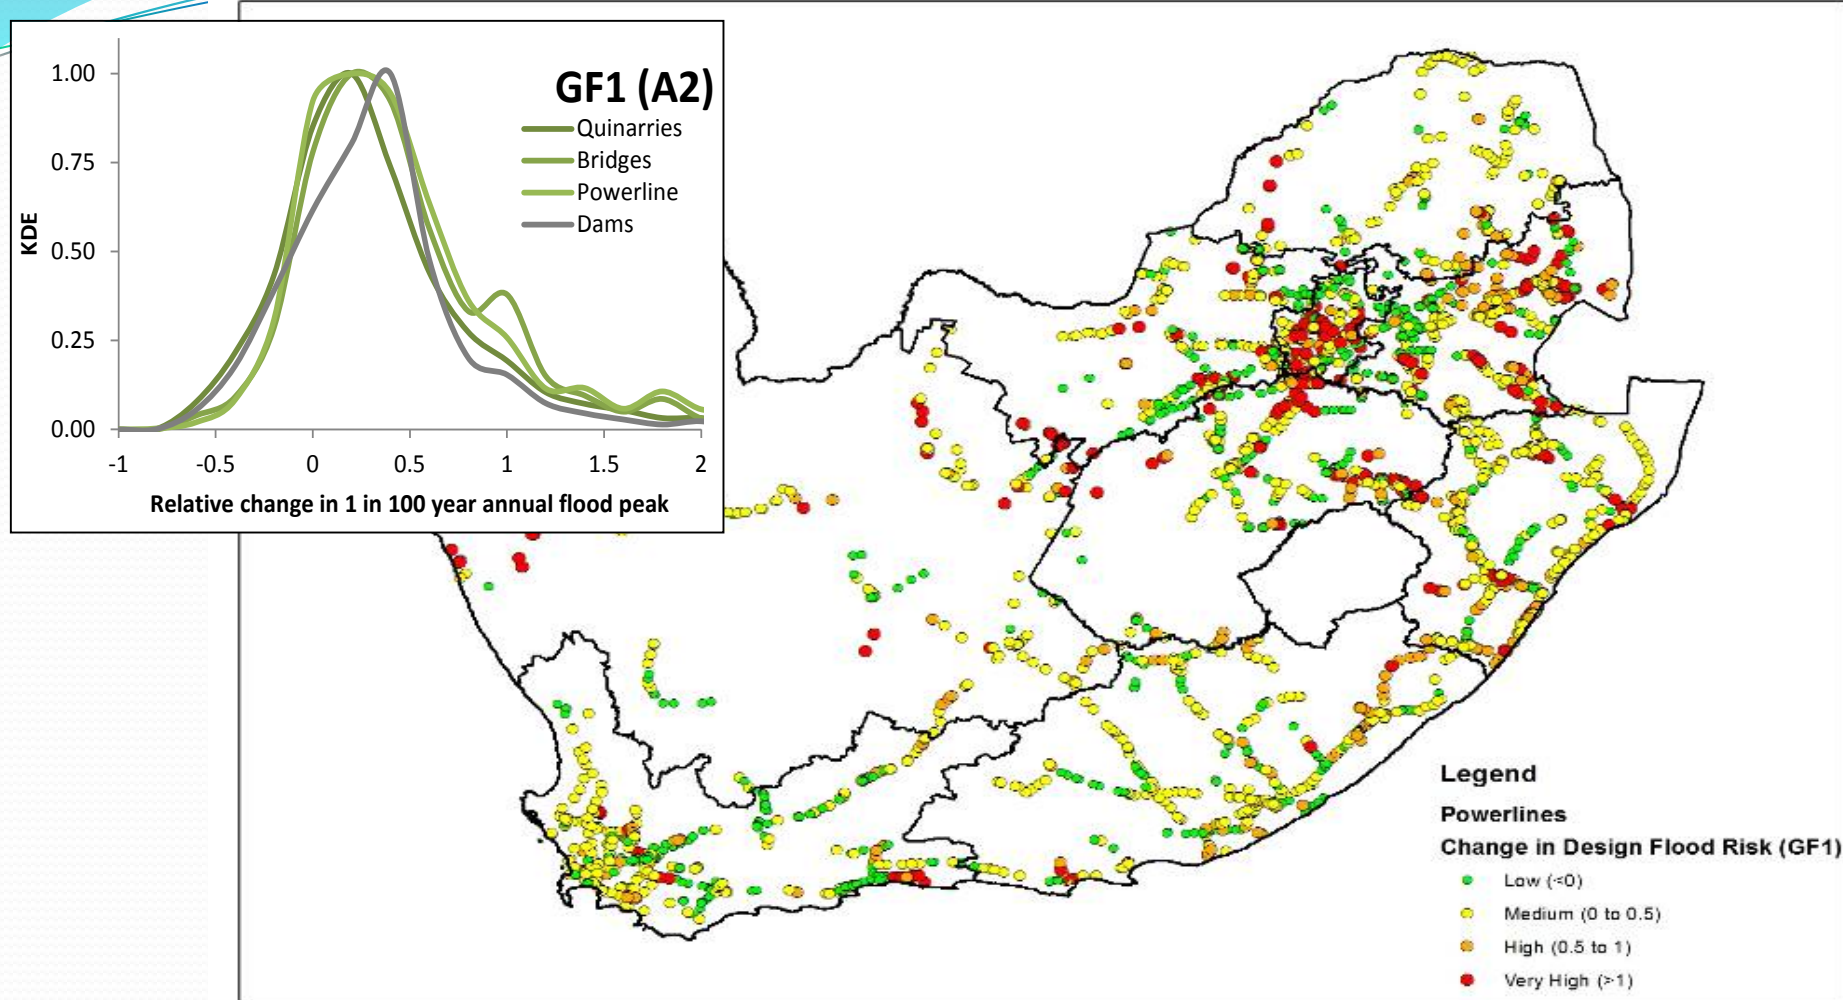 GF1 (A2)
Quinarries
Bridges
Powerline
Dams
KDE
1.00
0.75
0.50
0.25
0.00
-1 -0.5 0 0.5 1 1.5 2
Relative change in 1 in 100 year annual flood peak
Legend
Powerlines
Change in Design Flood Risk (GF1)
Low (<0)
Medium (0 to 0.5)
High (0.5 to 1)
Very High (>1)